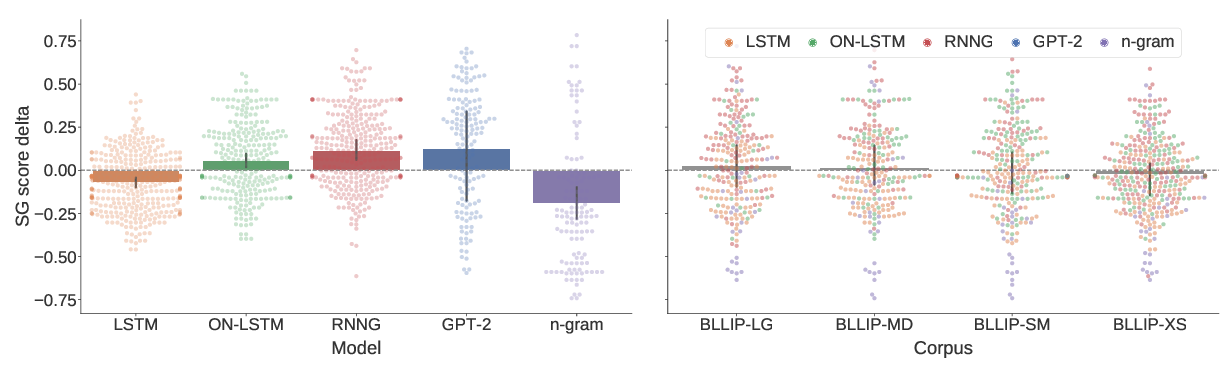 SG score delta
0.75
0.50
0.25
0.00
−0.25
−0.50
−0.75
LSTM ON-LSTM RNNG GPT-2 n-gram
Model
LSTM ON-LSTM RNNG GPT-2 n-gram
BLLIP-LG BLLIP-MD BLLIP-SM BLLIP-XS
Corpus